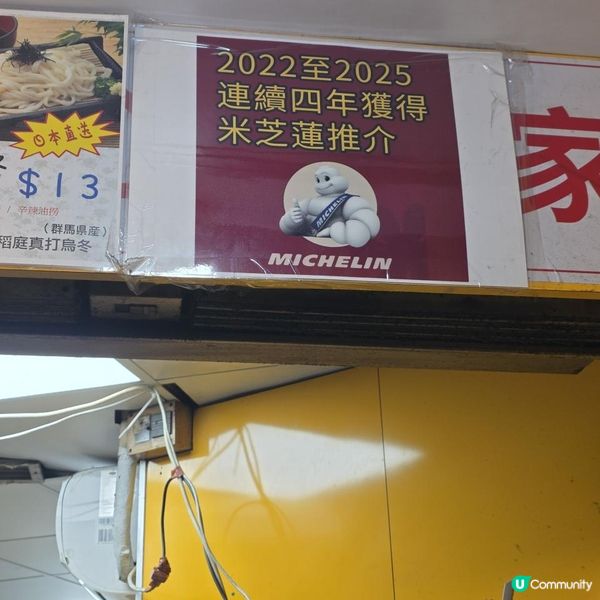 2022至2025
連續四年獲得
米芝蓮推介
MICHELIN
MICHELIN
日本直送
$13
/ 辛辣油撈
(群馬県産)
稻庭真打烏冬
家
U Community